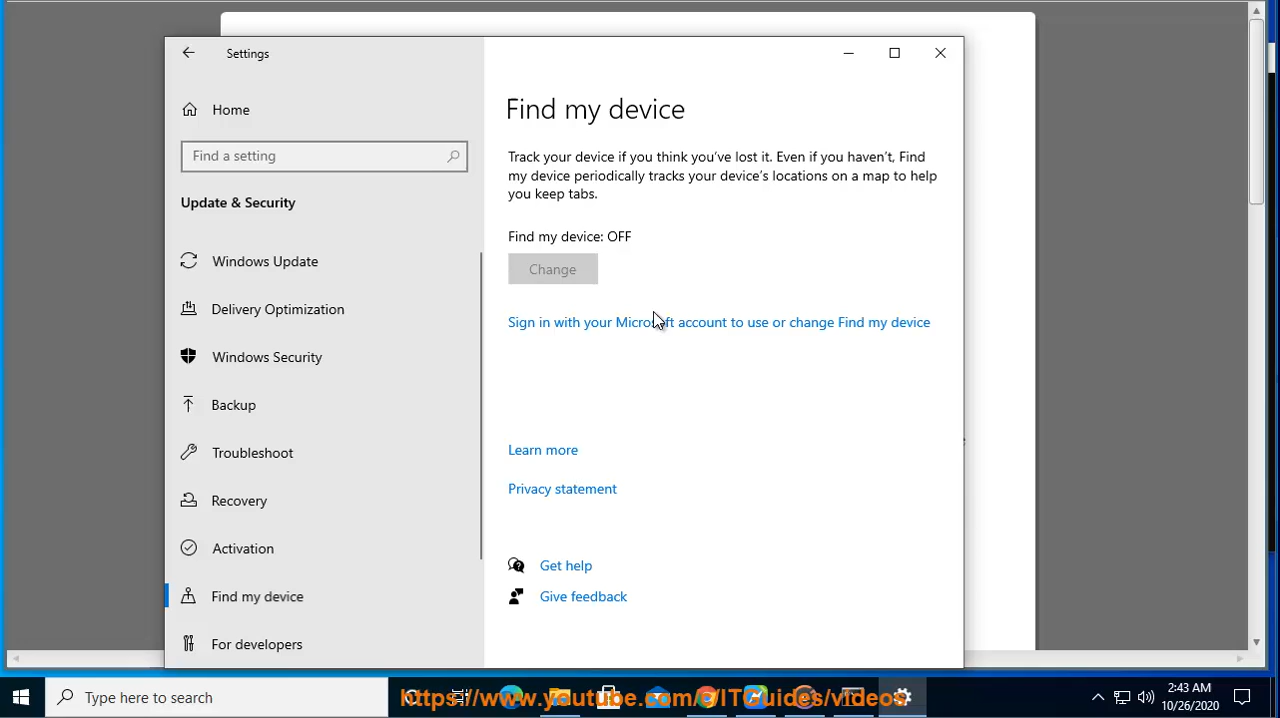 Settings
Home
Find a setting
Update & Security
Windows Update
Delivery Optimization
Windows Security
Backup
Troubleshoot
Recovery
Activation
Find my device
For developers
Find my device
Track your device if you think you've lost it. Even if you haven't, Find
my device periodically tracks your device's locations on a map to help
you keep tabs.
Find my device: OFF
Change
Sign in with your Microsoft account to use or change Find my device
Learn more
Privacy statement
Get help
Give feedback
Type here to search
https://www.youtube.com/c/ITGuides/videos
2:43 AM
10/26/2020